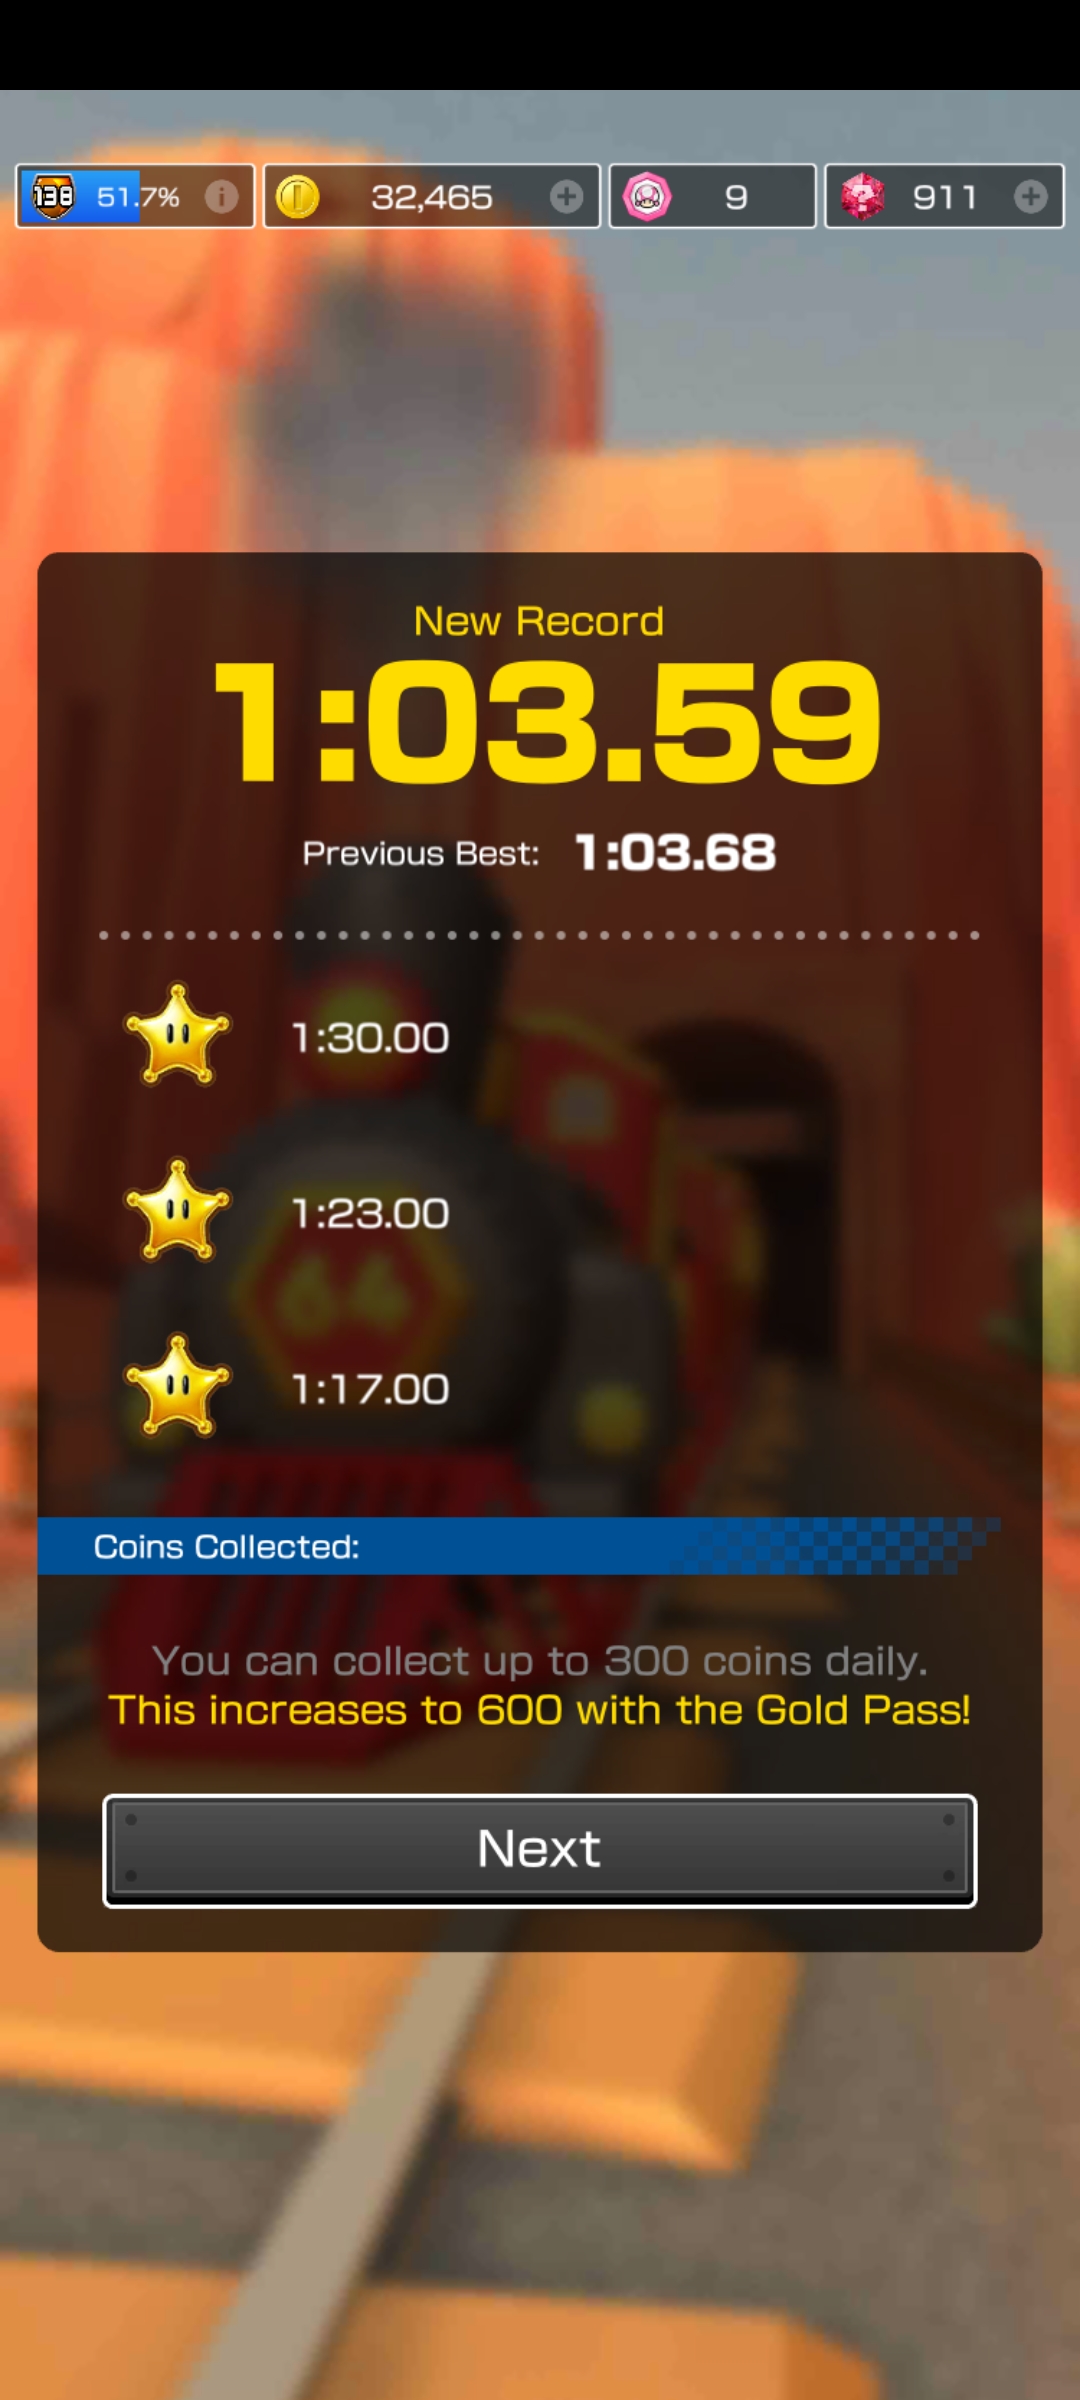 138 51.7% i 32,465 + 9 ? 911 +
New Record
1:03.59
Previous Best: 1:03.68
1:30.00
1:23.00
64
1:17.00
Coins Collected:
You can collect up to 300 coins daily.
This increases to 600 with the Gold Pass!
Next